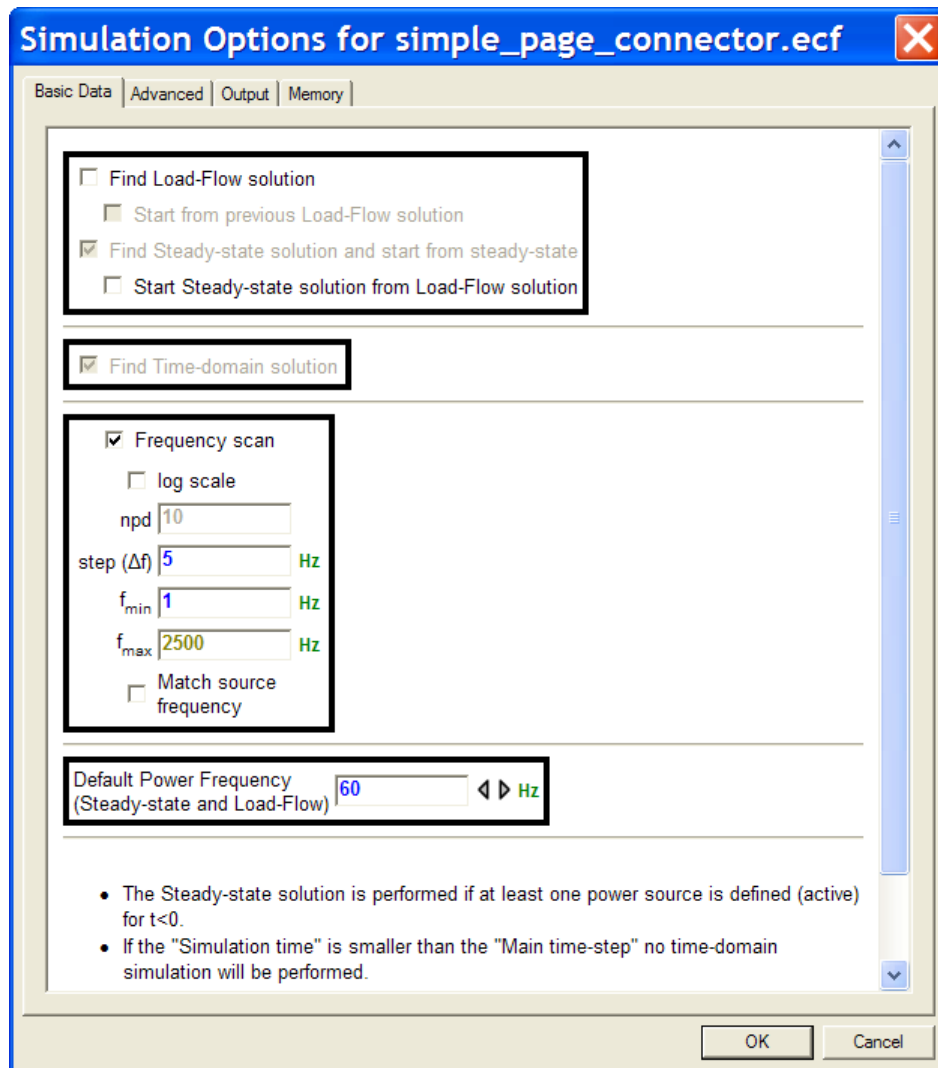 Simulation Options for simple_page_connector.ecf
Basic Data Advanced Output Memory
Find Load-Flow solution
Start from previous Load-Flow solution
Find Steady-state solution and start from steady-state
Start Steady-state solution from Load-Flow solution
Find Time-domain solution
Frequency scan
log scale
npd 10
step (Δf) 5 Hz
fmin 1 Hz
fmax 2500 Hz
Match source
frequency
Default Power Frequency
(Steady-state and Load-Flow) 60 Hz
• The Steady-state solution is performed if at least one power source is defined (active)
for t<0.
• If the "Simulation time" is smaller than the "Main time-step" no time-domain
simulation will be performed.
OK Cancel